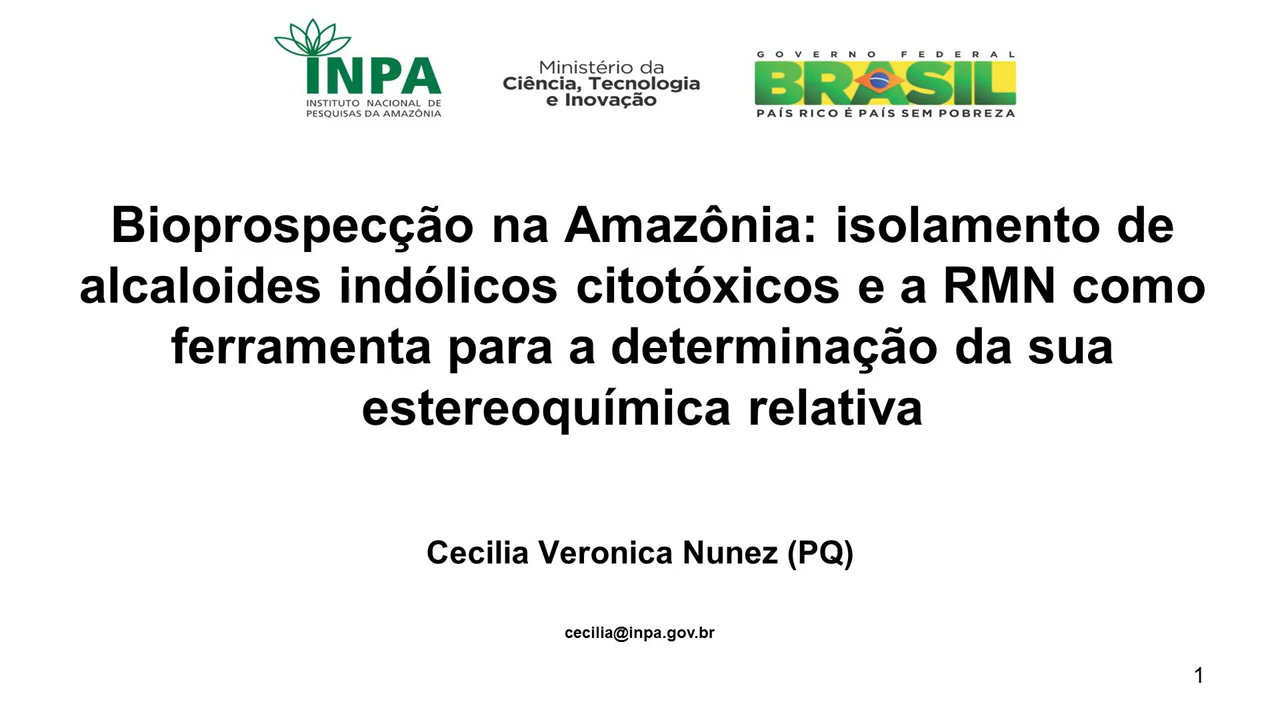 INPA
INSTITUTO NACIONAL DE
PESQUISAS DA AMAZÔNIA
Ministério da
Ciência, Tecnologia
e Inovação
GOVERNO FEDERAL
BRASIL
PAÍS RICO É PAÍS SEM POBREZA
Bioprospecção na Amazônia: isolamento de
alcaloides indólicos citotóxicos e a RMN como
ferramenta para a determinação da sua
estereoquímica relativa
Cecilia Veronica Nunez (PQ)
cecilia@inpa.gov.br
1